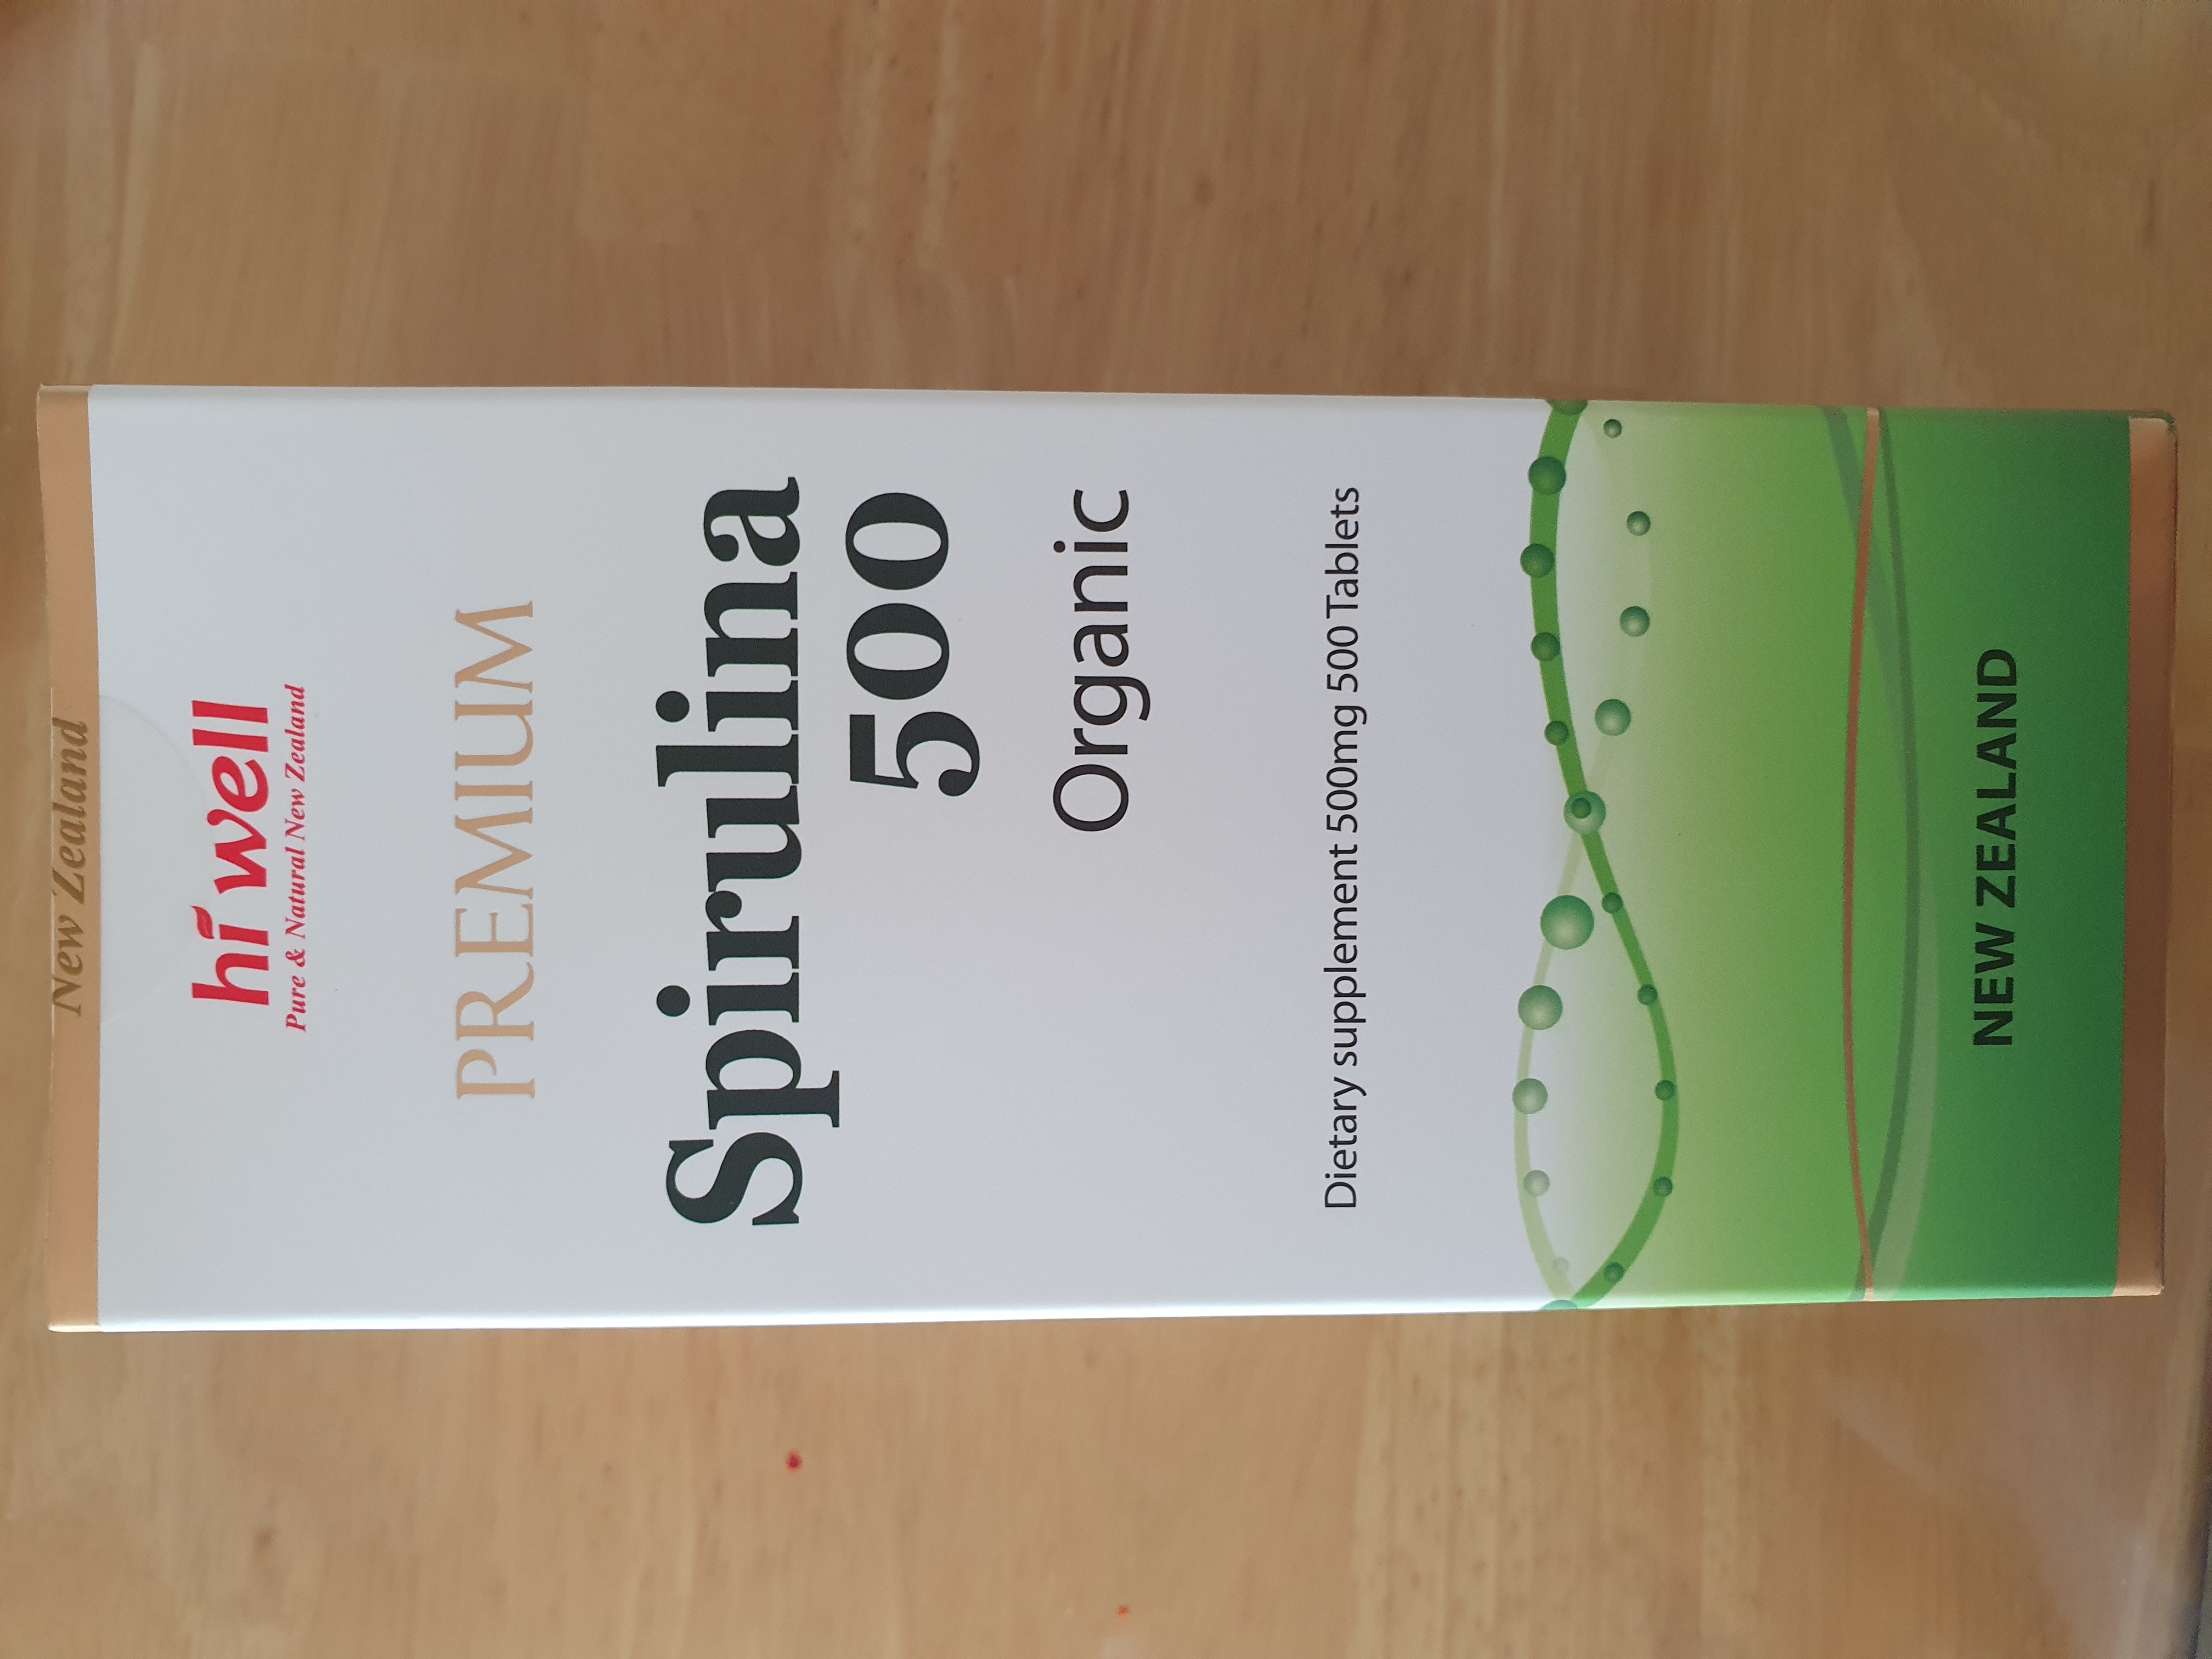 New Zealand
hi well
Pure & Natural New Zealand
PREMIUM
Spirulina
500
Organic
Dietary supplement 500mg 500 Tablets
NEW ZEALAND